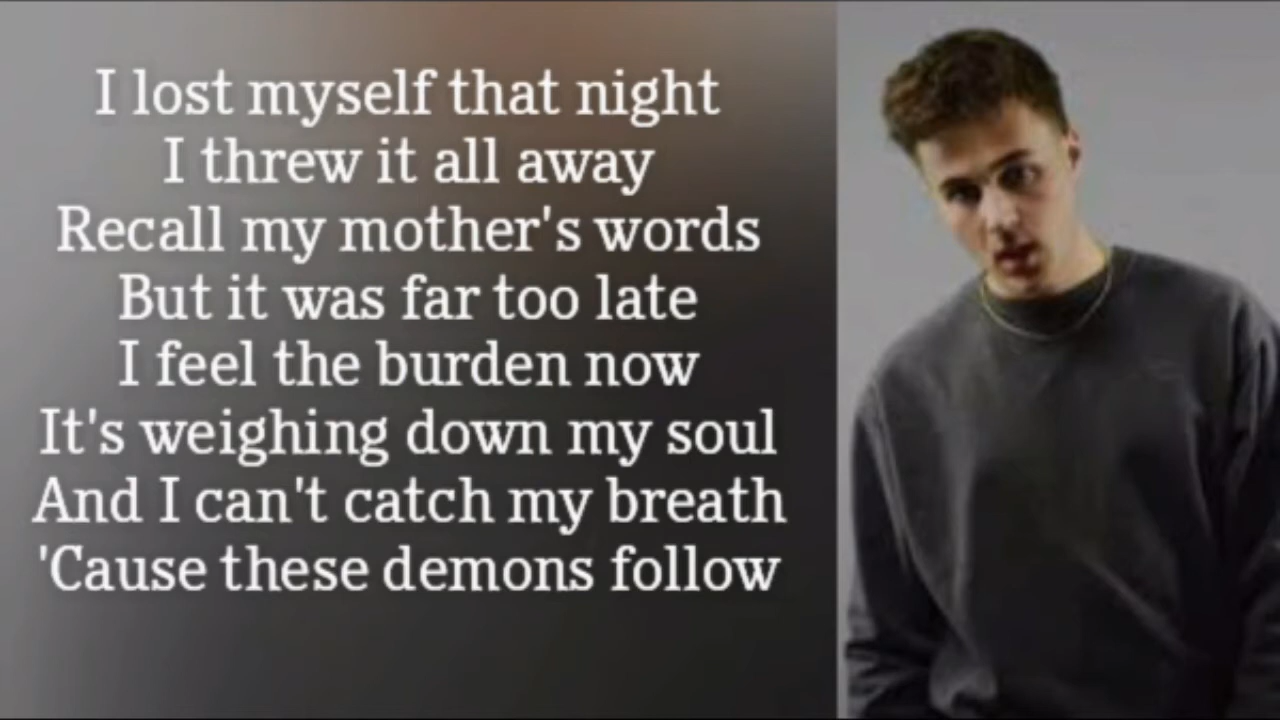 I lost myself that night
I threw it all away
Recall my mother's words
But it was far too late
I feel the burden now
It's weighing down my soul
And I can't catch my breath
'Cause these demons follow